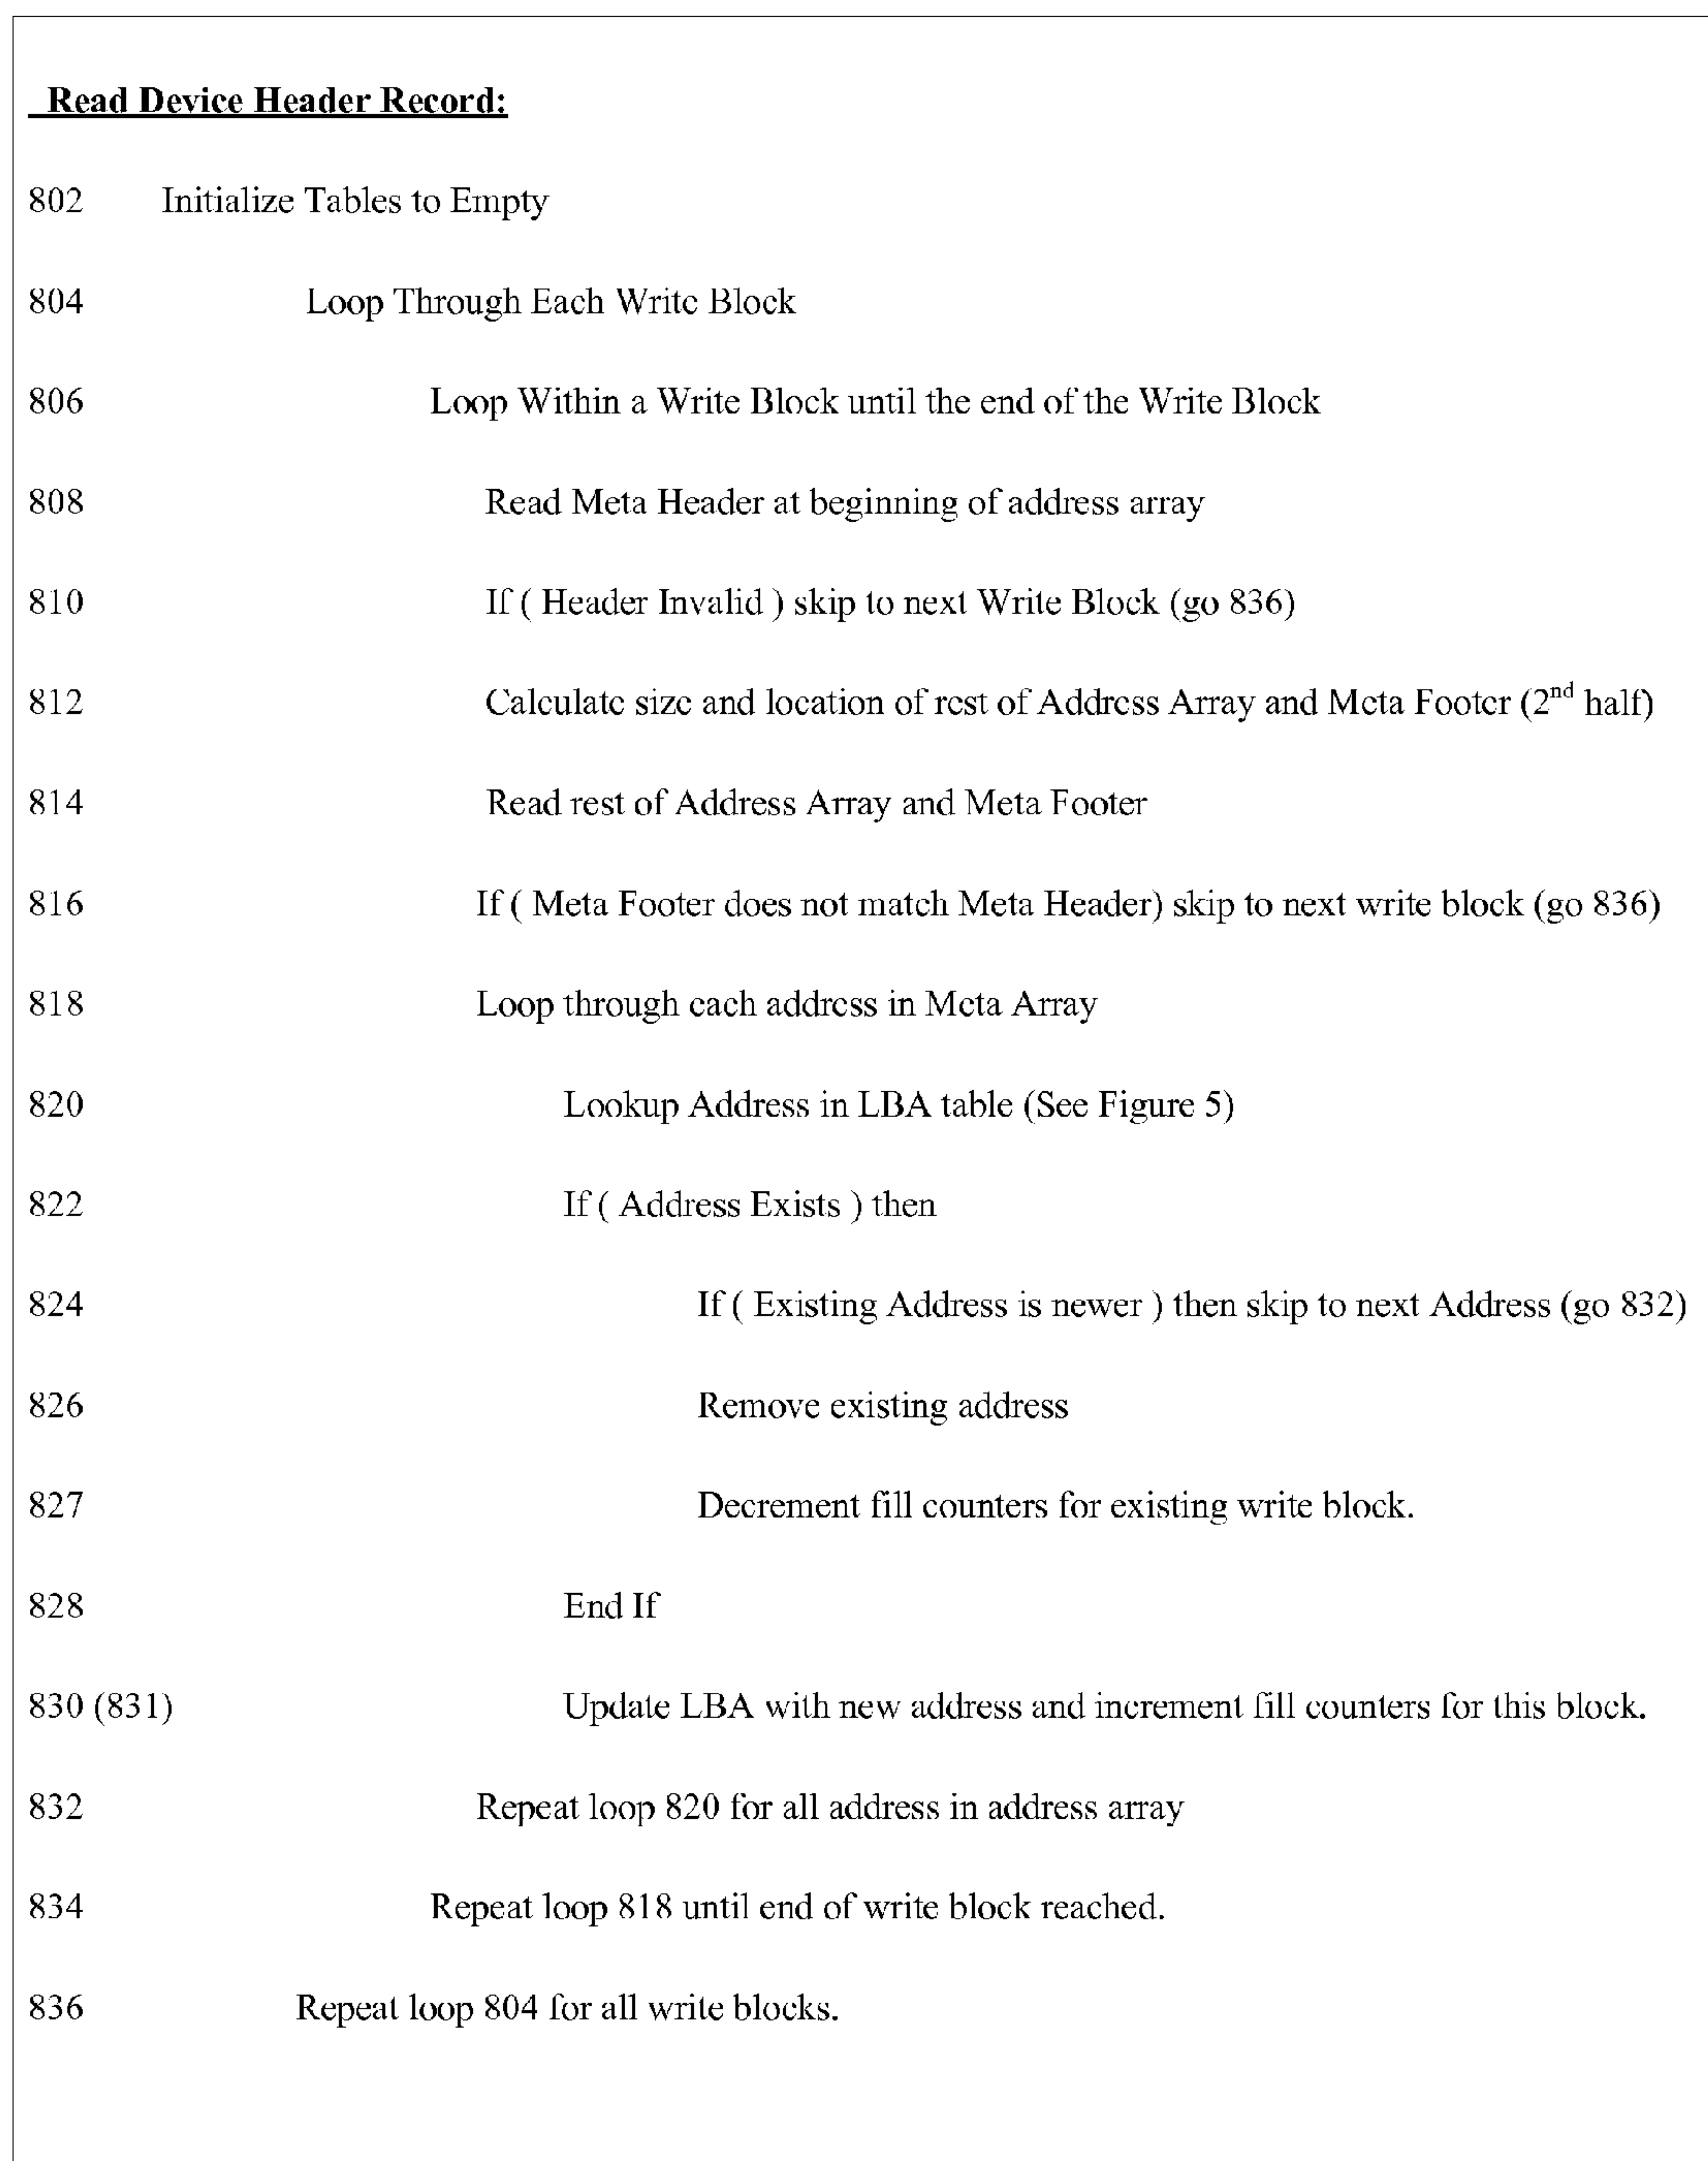 Read Device Header Record:
802 Initialize Tables to Empty
804 Loop Through Each Write Block
806 Loop Within a Write Block until the end of the Write Block
808 Read Meta Header at beginning of address array
810 If ( Header Invalid ) skip to next Write Block (go 836)
812 Calculate size and location of rest of Address Array and Meta Footer (2nd half)
814 Read rest of Address Array and Meta Footer
816 If ( Meta Footer does not match Meta Header) skip to next write block (go 836)
818 Loop through each address in Meta Array
820 Lookup Address in LBA table (See Figure 5)
822 If ( Address Exists ) then
824 If ( Existing Address is newer ) then skip to next Address (go 832)
826 Remove existing address
827 Decrement fill counters for existing write block.
828 End If
830 (831) Update LBA with new address and increment fill counters for this block.
832 Repeat loop 820 for all address in address array
834 Repeat loop 818 until end of write block reached.
836 Repeat loop 804 for all write blocks.